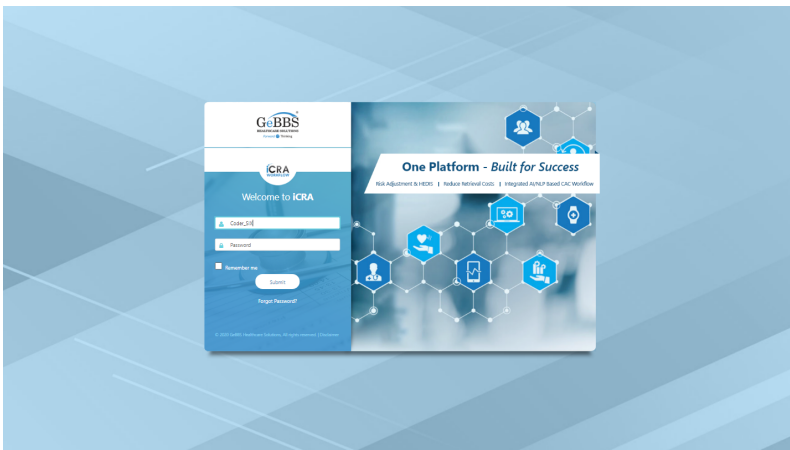 GeBBS
HEALTHCARE SOLUTIONS
iCRA
WORKFLOW
Welcome to iCRA
Password
Remember me
Submit
Forgot Password?
© 2020 GeBBS Healthcare Solutions. All rights reserved. | Disclaimer
One Platform - Built for Success
Risk Adjustment & HEDIS | Reduce Retrieval Costs | Integrated AI/NLP Based CAC Workflow